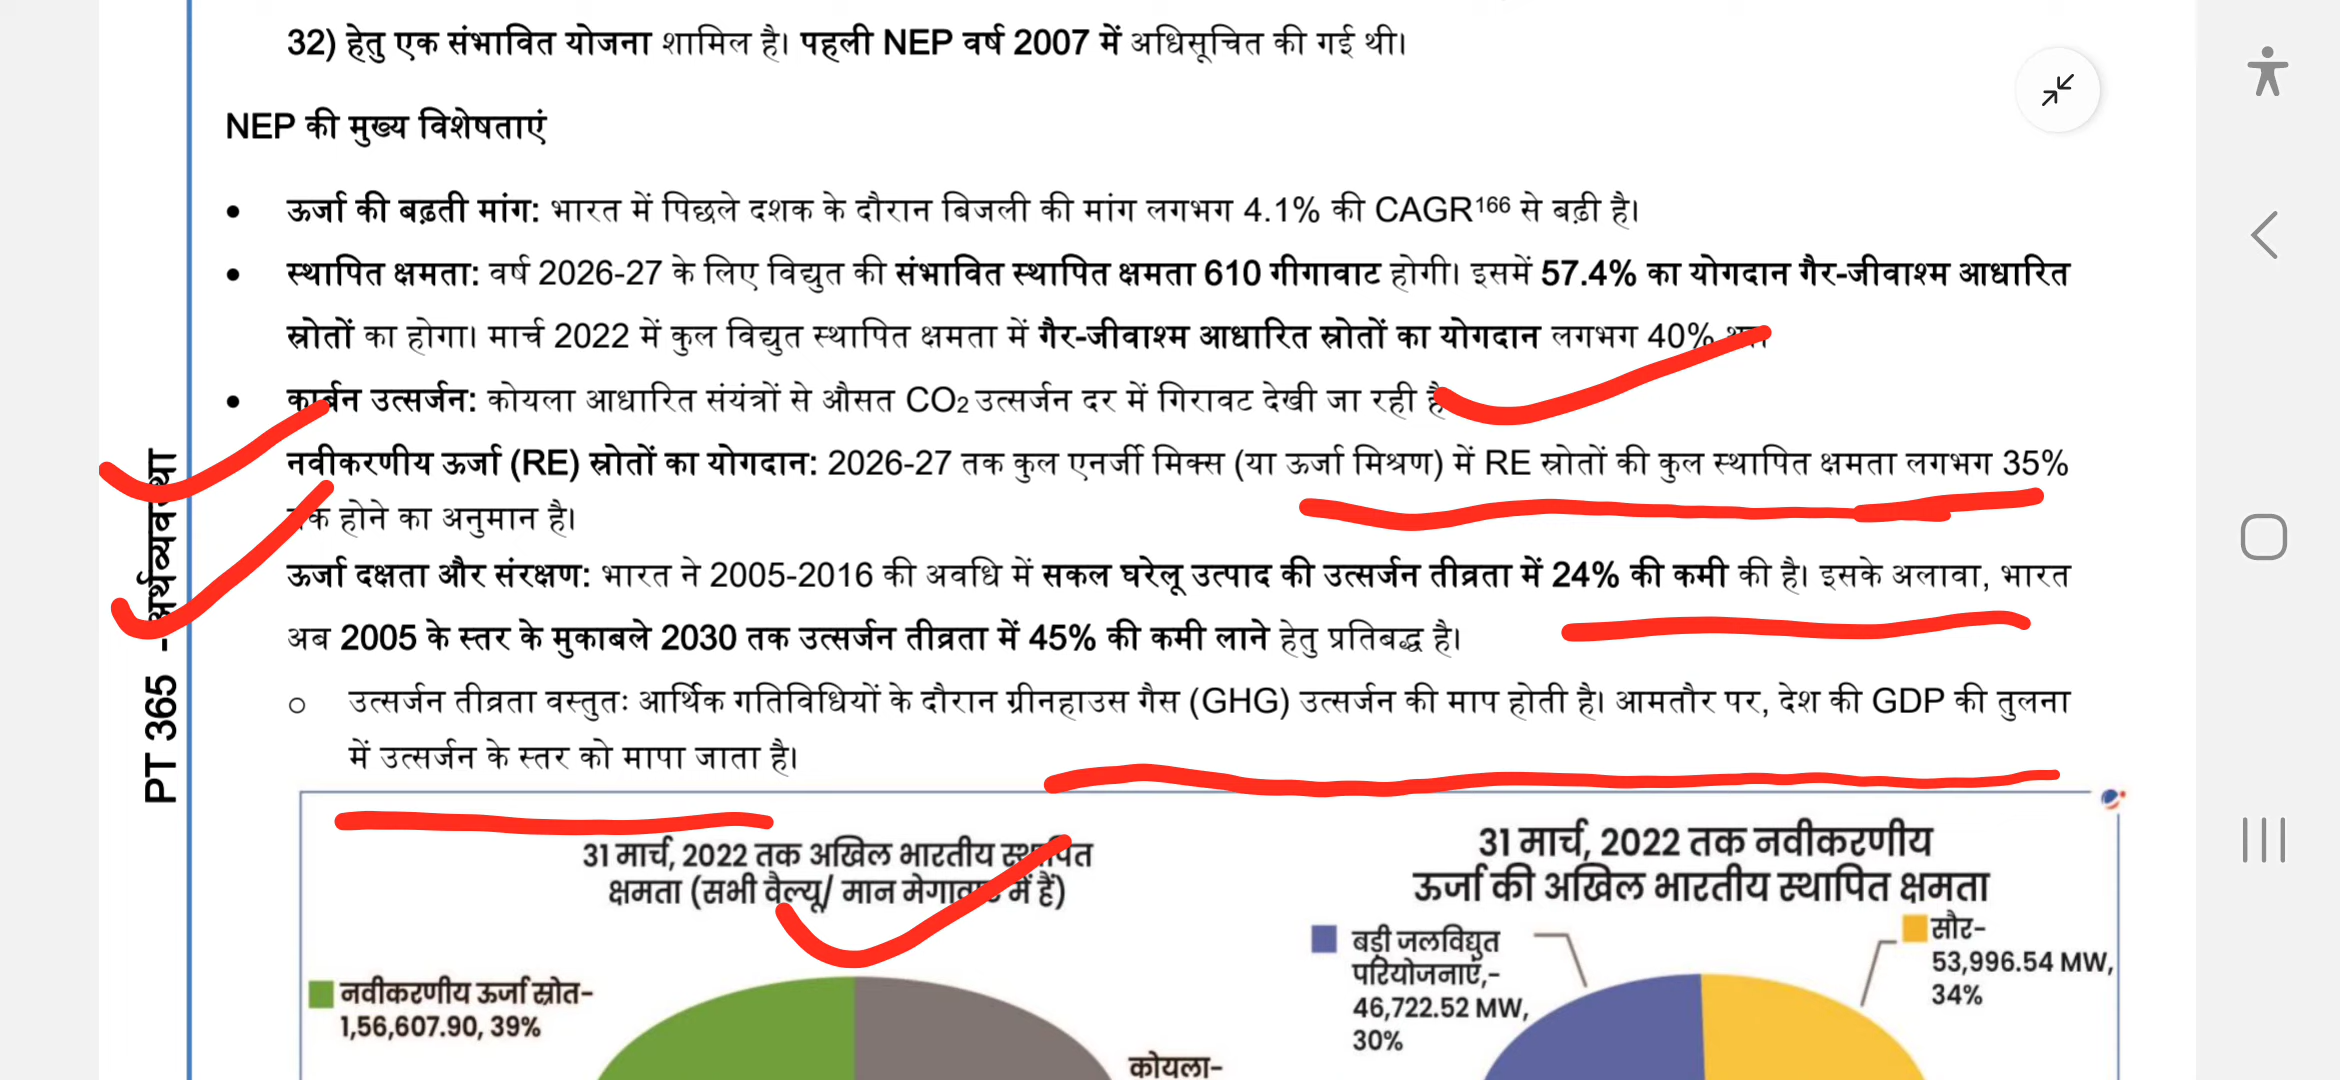 32) हेतु एक संभावित योजना शामिल है। पहली NEP वर्ष 2007 में अधिसूचित की गई थी।
NEP की मुख्य विशेषताएं
• ऊर्जा की बढ़ती मांग: भारत में पिछले दशक के दौरान बिजली की मांग लगभग 4.1% की CAGR166 से बढ़ी है।
• स्थापित क्षमता: वर्ष 2026-27 के लिए विद्युत की संभावित स्थापित क्षमता 610 गीगावाट होगी। इसमें 57.4% का योगदान गैर-जीवाश्म आधारित
स्रोतों का होगा। मार्च 2022 में कुल विद्युत स्थापित क्षमता में गैर-जीवाश्म आधारित स्रोतों का योगदान लगभग 40%
• कार्बन उत्सर्जन: कोयला आधारित संयंत्रों से औसत CO2 उत्सर्जन दर में गिरावट देखी जा रही है
नवीकरणीय ऊर्जा (RE) स्रोतों का योगदान: 2026-27 तक कुल एनर्जी मिक्स (या ऊर्जा मिश्रण) में RE स्रोतों की कुल स्थापित क्षमता लगभग 35%
तक होने का अनुमान है।
ऊर्जा दक्षता और संरक्षण: भारत ने 2005-2016 की अवधि में सकल घरेलू उत्पाद की उत्सर्जन तीव्रता में 24% की कमी की है। इसके अलावा, भारत
अब 2005 के स्तर के मुकाबले 2030 तक उत्सर्जन तीव्रता में 45% की कमी लाने हेतु प्रतिबद्ध है।
○ उत्सर्जन तीव्रता वस्तुतः आर्थिक गतिविधियों के दौरान ग्रीनहाउस गैस (GHG) उत्सर्जन की माप होती है। आमतौर पर, देश की GDP की तुलना
में उत्सर्जन के स्तर को मापा जाता है।
PT 365 - अर्थव्यवस्था
31 मार्च, 2022 तक अखिल भारतीय स्थापित
क्षमता (सभी वैल्यू/ मान मेगावाट में हैं)
नवीकरणीय ऊर्जा स्रोत-
1,56,607.90, 39%
कोयला-
31 मार्च, 2022 तक नवीकरणीय
ऊर्जा की अखिल भारतीय स्थापित क्षमता
बड़ी जलविद्युत
परियोजनाएं,-
46,722.52 MW,
30%
सौर-
53,996.54 MW,
34%